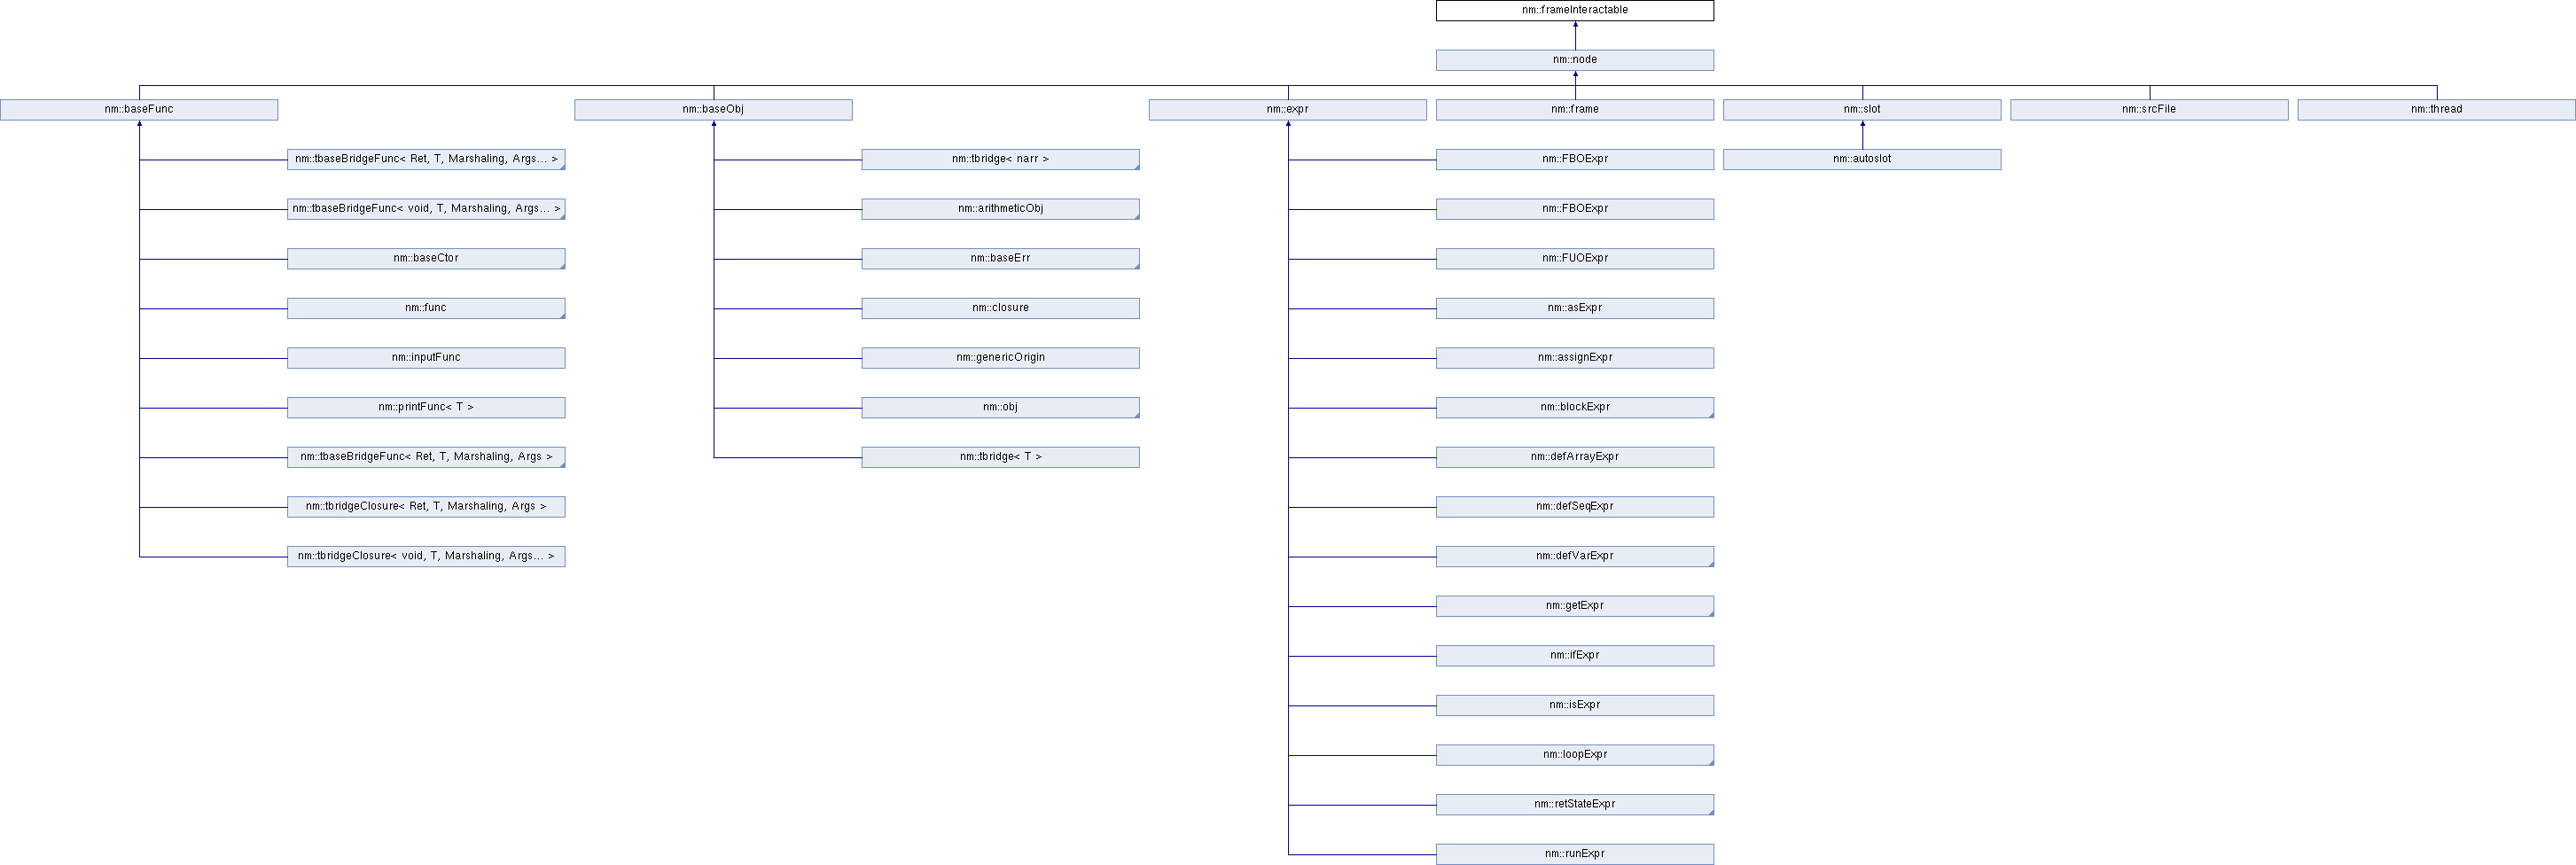 nm::frameInteractable
nm::node
nm::baseFunc
nm::baseObj
nm::expr
nm::frame
nm::slot
nm::srcFile
nm::thread
nm::tbaseBridgeFunc< Ret, T, Marshaling, Args... >
nm::tbridge< narr >
nm::FBOExpr
nm::autoslot
nm::tbaseBridgeFunc< void, T, Marshaling, Args... >
nm::arithmeticObj
nm::FBOExpr
nm::baseCtor
nm::baseErr
nm::FUOExpr
nm::func
nm::closure
nm::asExpr
nm::inputFunc
nm::genericOrigin
nm::assignExpr
nm::printFunc< T >
nm::obj
nm::blockExpr
nm::tbaseBridgeFunc< Ret, T, Marshaling, Args >
nm::tbridge< T >
nm::defArrayExpr
nm::tbridgeClosure< Ret, T, Marshaling, Args >
nm::defSeqExpr
nm::tbridgeClosure< void, T, Marshaling, Args... >
nm::defVarExpr
nm::getExpr
nm::ifExpr
nm::isExpr
nm::loopExpr
nm::retStateExpr
nm::runExpr